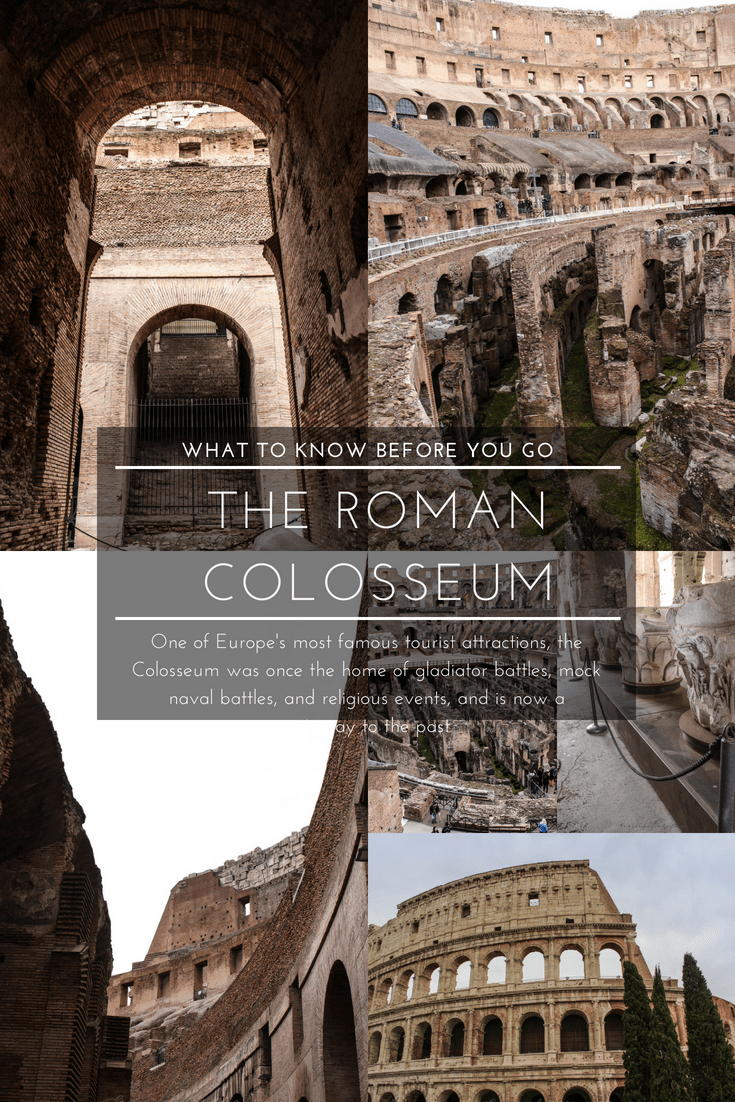 WHAT TO KNOW BEFORE YOU GO
THE ROMAN
COLOSSEUM
One of Europe's most famous tourist attractions, the
Colosseum was once the home of gladiator battles, mock
naval battles, and religious events, and is now a
to the past